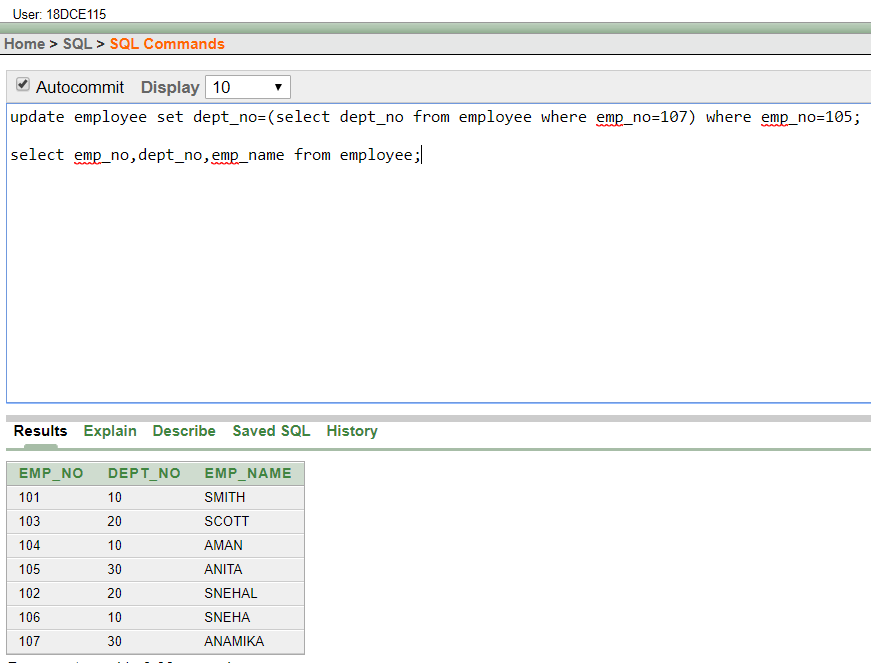 User: 18DCE115
Home > SQL > SQL Commands
Autocommit Display 10
update employee set dept_no=(select dept_no from employee where emp_no=107) where emp_no=105;
select emp_no,dept_no,emp_name from employee;
Results Explain Describe Saved SQL History
EMP_NO DEPT_NO EMP_NAME
101 10 SMITH
103 20 SCOTT
104 10 AMAN
105 30 ANITA
102 20 SNEHAL
106 10 SNEHA
107 30 ANAMIKA